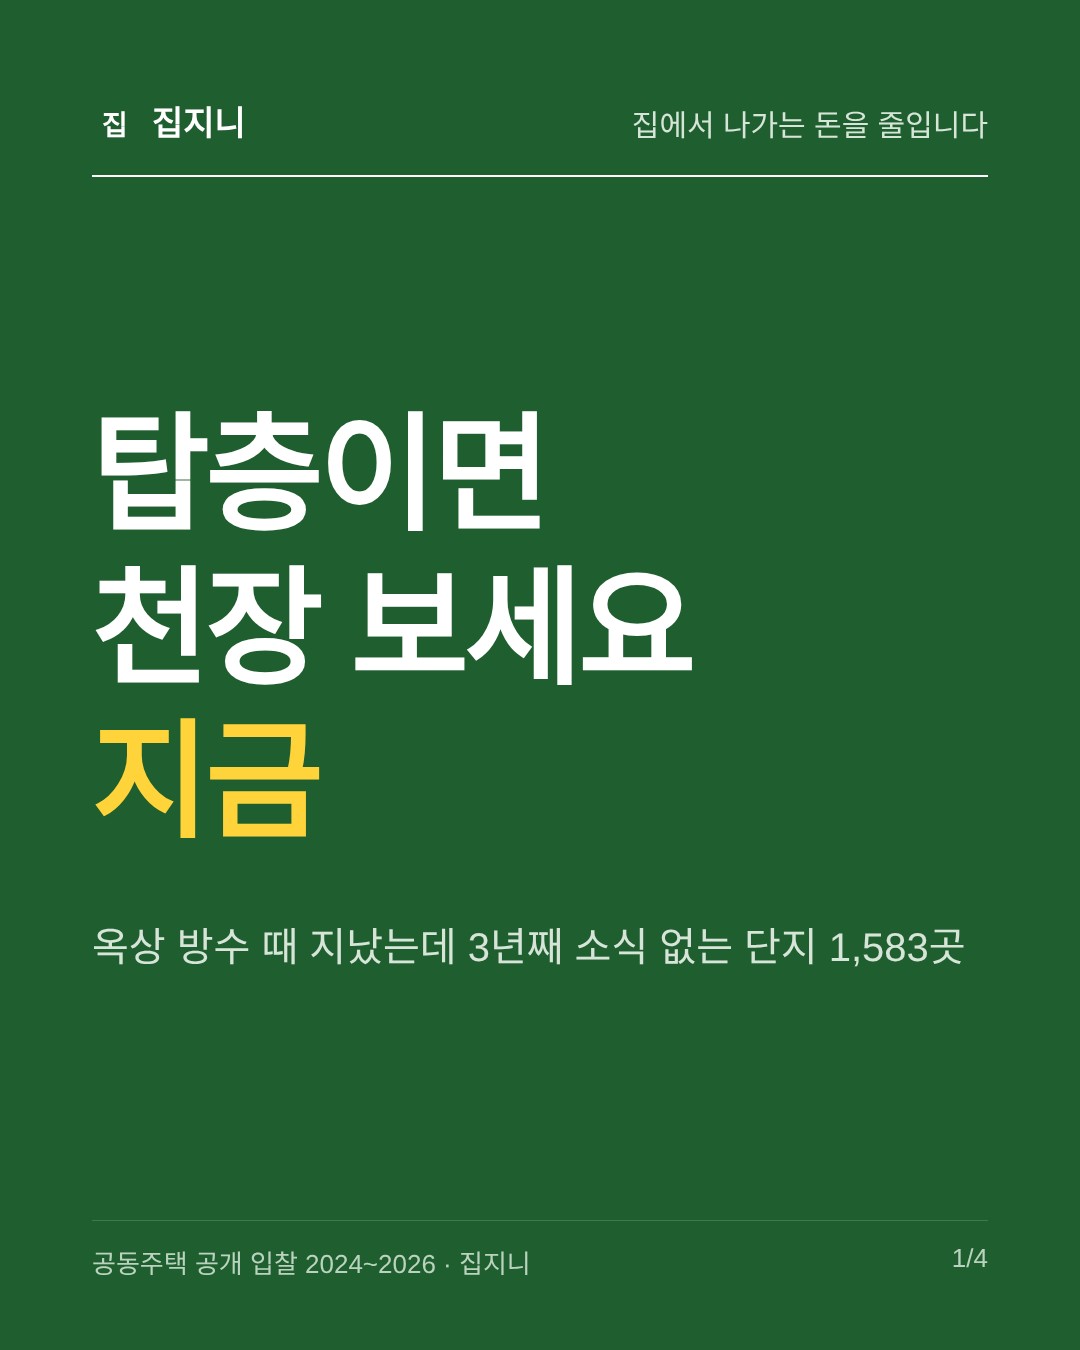 집 집지니
집에서 나가는 돈을 줄입니다
탑층이면
천장 보세요
지금
옥상 방수 때 지났는데 3년째 소식 없는 단지 1,583곳
공동주택 공개 입찰 2024~2026 · 집지니
1/4